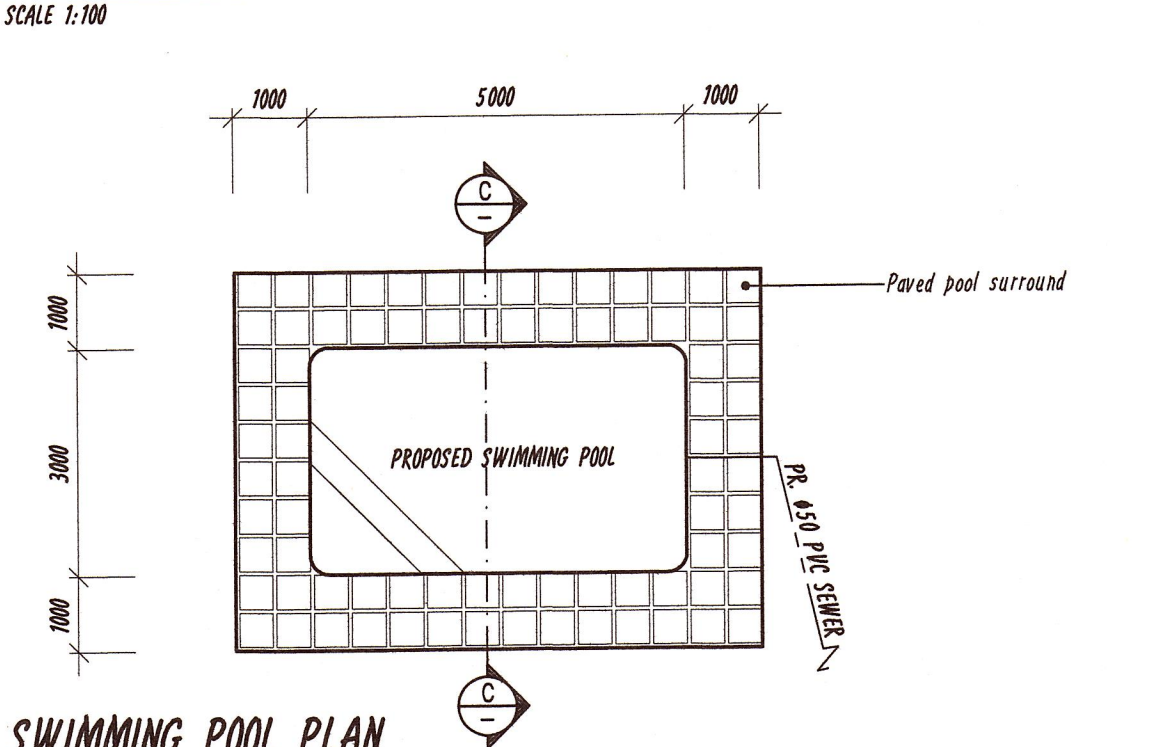 SCALE 1:100
1000
5000
1000
C
–
1000
Paved pool surround
3000
PROPOSED SWIMMING POOL
PR. ϕ50 PVC SEWER
1000
C
–
SWIMMING POOL PLAN